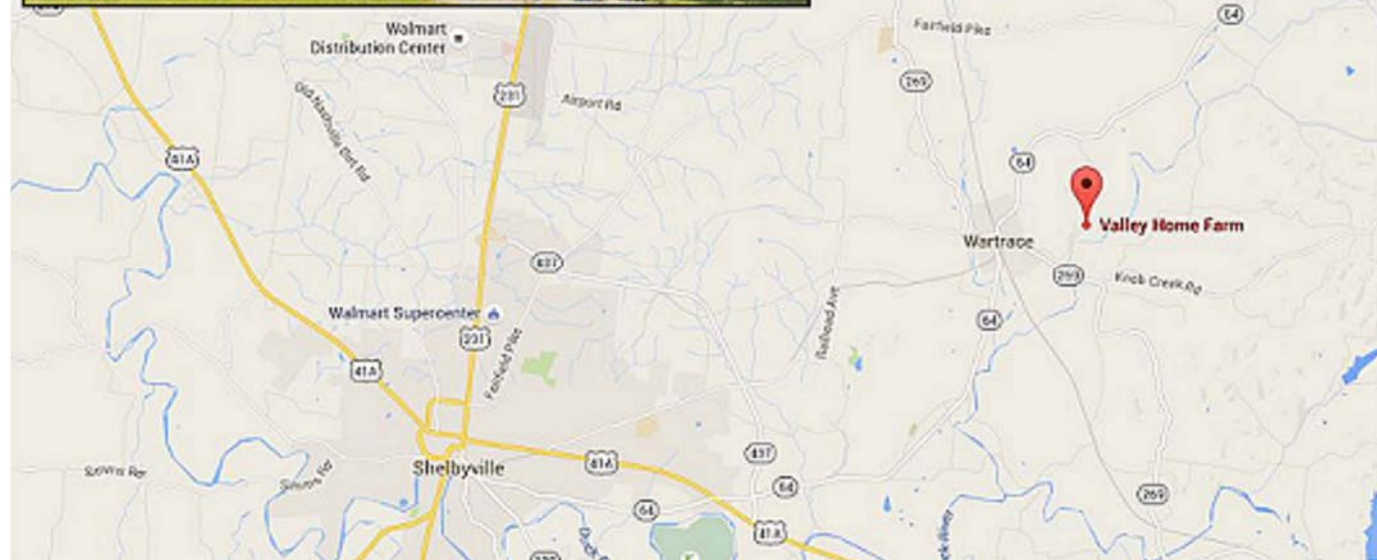 64
Fairfield Pike
Walmart
Distribution Center
269
231
Old Nashville Dirt Rd
Airport Rd
41A
64
Valley Home Farm
Wartrace
437
269
Knob Creek Rd
Walmart Supercenter
64
231
Railroad Ave
Fairfield Pike
41A
437
41A
Shelbyville
Sims Rd
64
269
64
41A